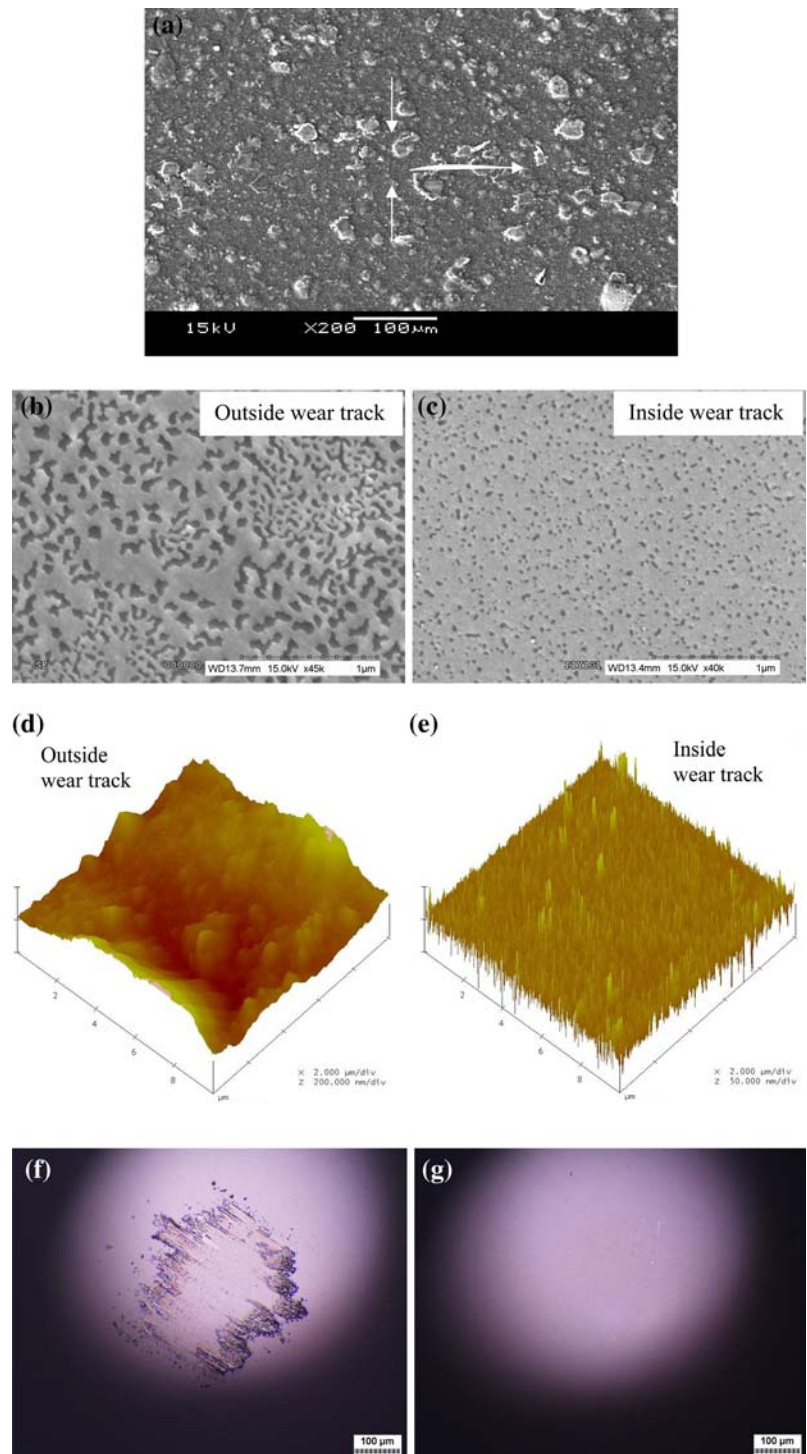 (a)
15kV X200 100µm
(b)
Outside wear track
(c)
Inside wear track
WD13.7mm 15.0kV x45k 1µm
WD13.4mm 15.0kV x40k 1µm
(d)
Outside
wear track
(e)
Inside
wear track
2
4
6
8
µm
X 2.000 µm/div
Z 200.000 nm/div
2
4
6
8
µm
X 2.000 µm/div
Z 50.000 nm/div
(f)
100 µm
(g)
100 µm